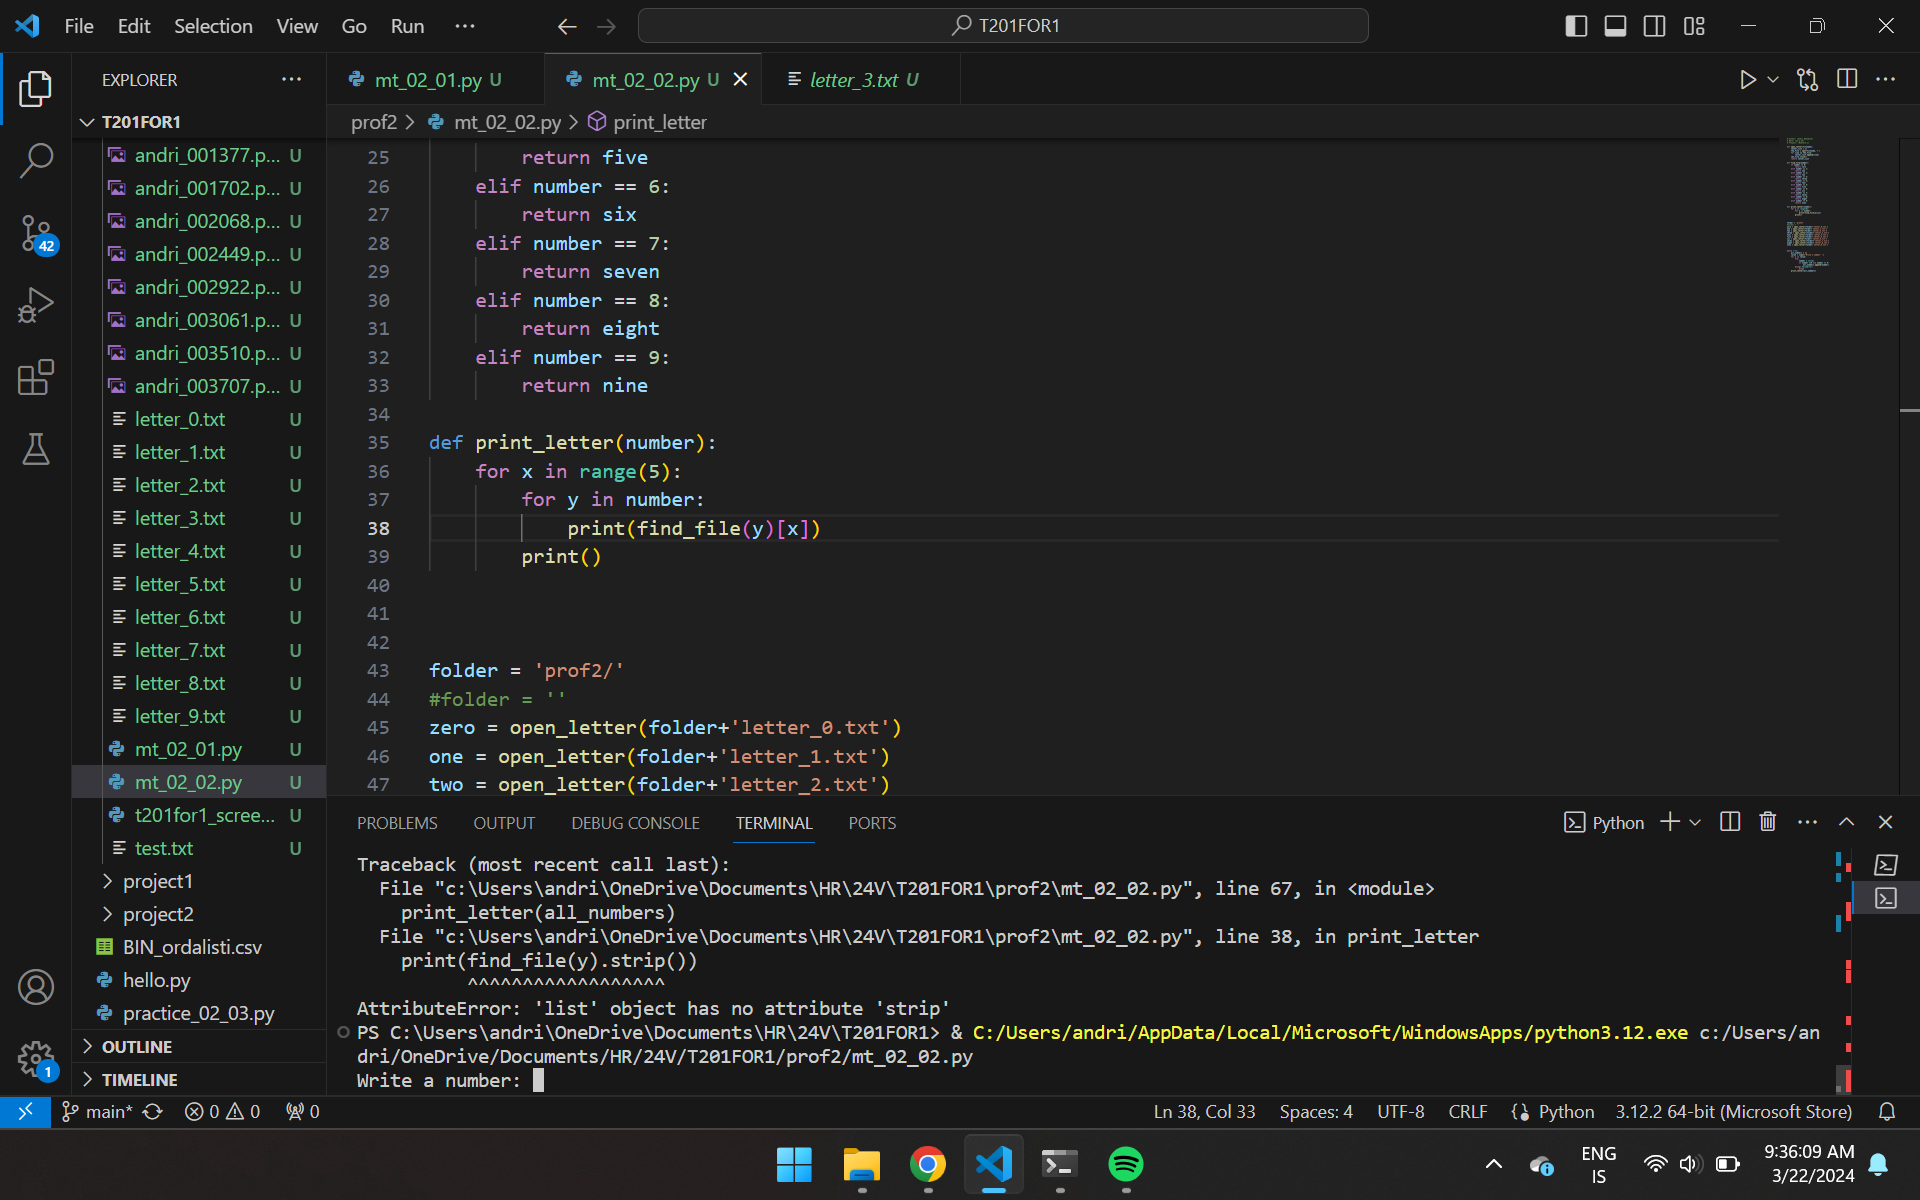 File Edit Selection View Go Run ···
T201FOR1
EXPLORER ···
T201FOR1
andri_001377.p... U
andri_001702.p... U
andri_002068.p... U
andri_002449.p... U
andri_002922.p... U
andri_003061.p... U
andri_003510.p... U
andri_003707.p... U
letter_0.txt U
letter_1.txt U
letter_2.txt U
letter_3.txt U
letter_4.txt U
letter_5.txt U
letter_6.txt U
letter_7.txt U
letter_8.txt U
letter_9.txt U
mt_02_01.py U
mt_02_02.py U
t201for1_scree... U
test.txt U
project1
project2
BIN_ordalisti.csv
hello.py
practice_02_03.py
OUTLINE
TIMELINE
42
1
mt_02_01.py U
mt_02_02.py U
letter_3.txt U
prof2 > mt_02_02.py > print_letter
25 return five
26 elif number == 6:
27 return six
28 elif number == 7:
29 return seven
30 elif number == 8:
31 return eight
32 elif number == 9:
33 return nine
34
35 def print_letter(number):
36 for x in range(5):
37 for y in number:
38 print(find_file(y)[x])
39 print()
40
41
42
43 folder = 'prof2/'
44 #folder = ''
45 zero = open_letter(folder+'letter_0.txt')
46 one = open_letter(folder+'letter_1.txt')
47 two = open_letter(folder+'letter_2.txt')
PROBLEMS OUTPUT DEBUG CONSOLE TERMINAL PORTS
Python
Traceback (most recent call last):
File "c:\Users\andri\OneDrive\Documents\HR\24V\T201FOR1\prof2\mt_02_02.py", line 67, in <module>
print_letter(all_numbers)
File "c:\Users\andri\OneDrive\Documents\HR\24V\T201FOR1\prof2\mt_02_02.py", line 38, in print_letter
print(find_file(y).strip())
^^^^^^^^^^^^^^^^^^
AttributeError: 'list' object has no attribute 'strip'
PS C:\Users\andri\OneDrive\Documents\HR\24V\T201FOR1> & C:/Users/andri/AppData/Local/Microsoft/WindowsApps/python3.12.exe c:/Users/an
dri/OneDrive/Documents/HR/24V/T201FOR1/prof2/mt_02_02.py
Write a number:
main* 0 0 0
Ln 38, Col 33 Spaces: 4 UTF-8 CRLF Python 3.12.2 64-bit (Microsoft Store)
ENG
IS
9:36:09 AM
3/22/2024